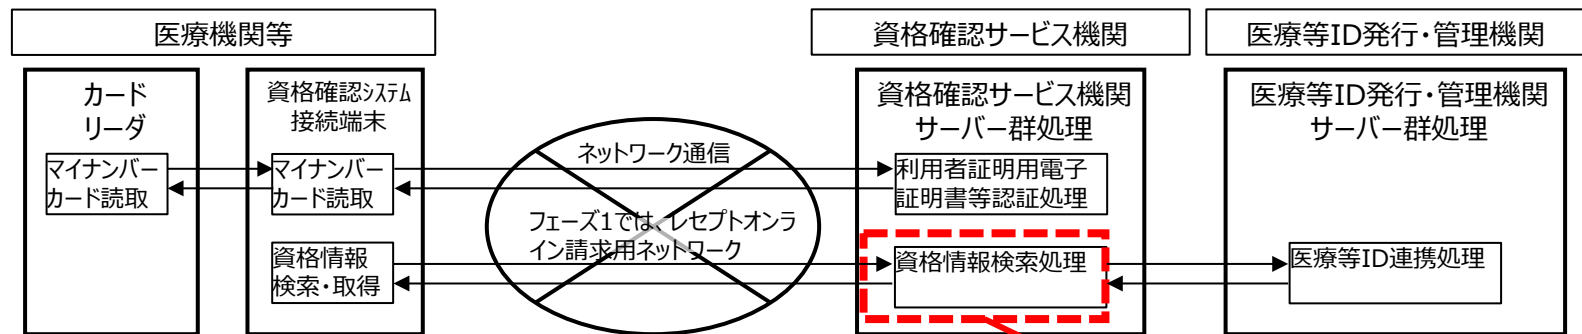 医療機関等
資格確認サービス機関
医療等ID発行・管理機関
カード
リーダ
資格確認システム
接続端末
資格確認サービス機関
サーバー群処理
医療等ID発行・管理機関
サーバー群処理
マイナンバー
カード読取
マイナンバー
カード読取
ネットワーク通信
利用者証明用電子
証明書等認証処理
フェーズ1では、レセプトオンラ
イン請求用ネットワーク
資格情報
検索・取得
資格情報検索処理
医療等ID連携処理